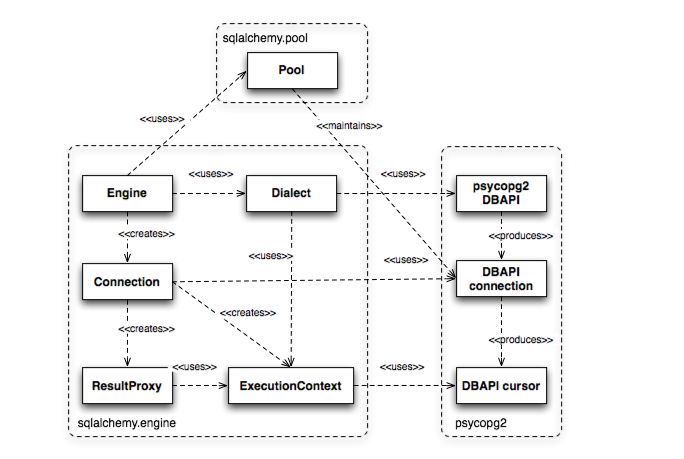 sqlalchemy.pool
Pool
<<uses>>
<<maintains>>
<<uses>>
<<uses>>
Engine
Dialect
psycopg2
DBAPI
<<creates>>
<<produces>>
<<uses>>
<<uses>>
Connection
DBAPI
connection
<<creates>>
<<creates>>
<<produces>>
<<uses>>
<<uses>>
ResultProxy
ExecutionContext
DBAPI cursor
sqlalchemy.engine
psycopg2